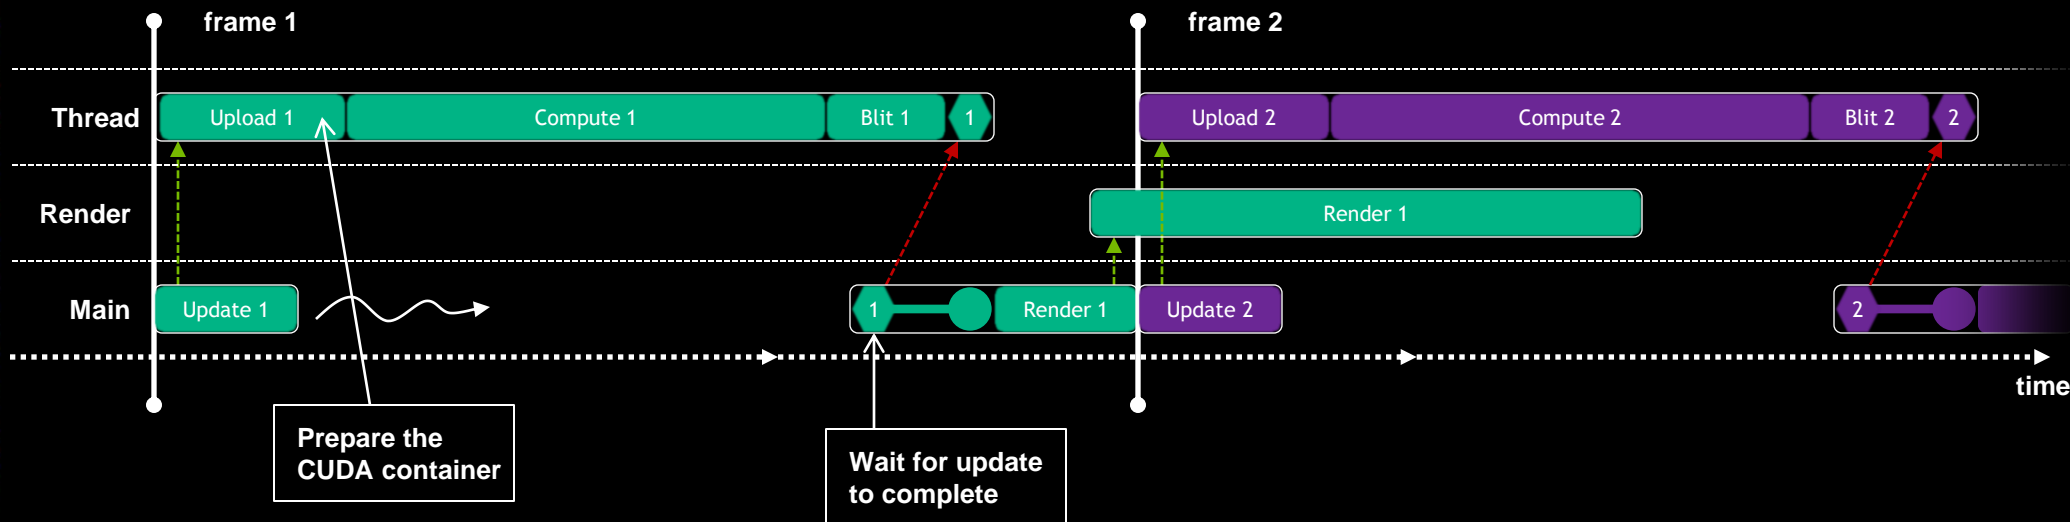 frame 1
frame 2
Thread
Upload 1
Compute 1
Blit 1
1
Upload 2
Compute 2
Blit 2
2
Render
Render 1
Main
Update 1
1
Render 1
Update 2
2
time
Prepare the
CUDA container
Wait for update
to complete